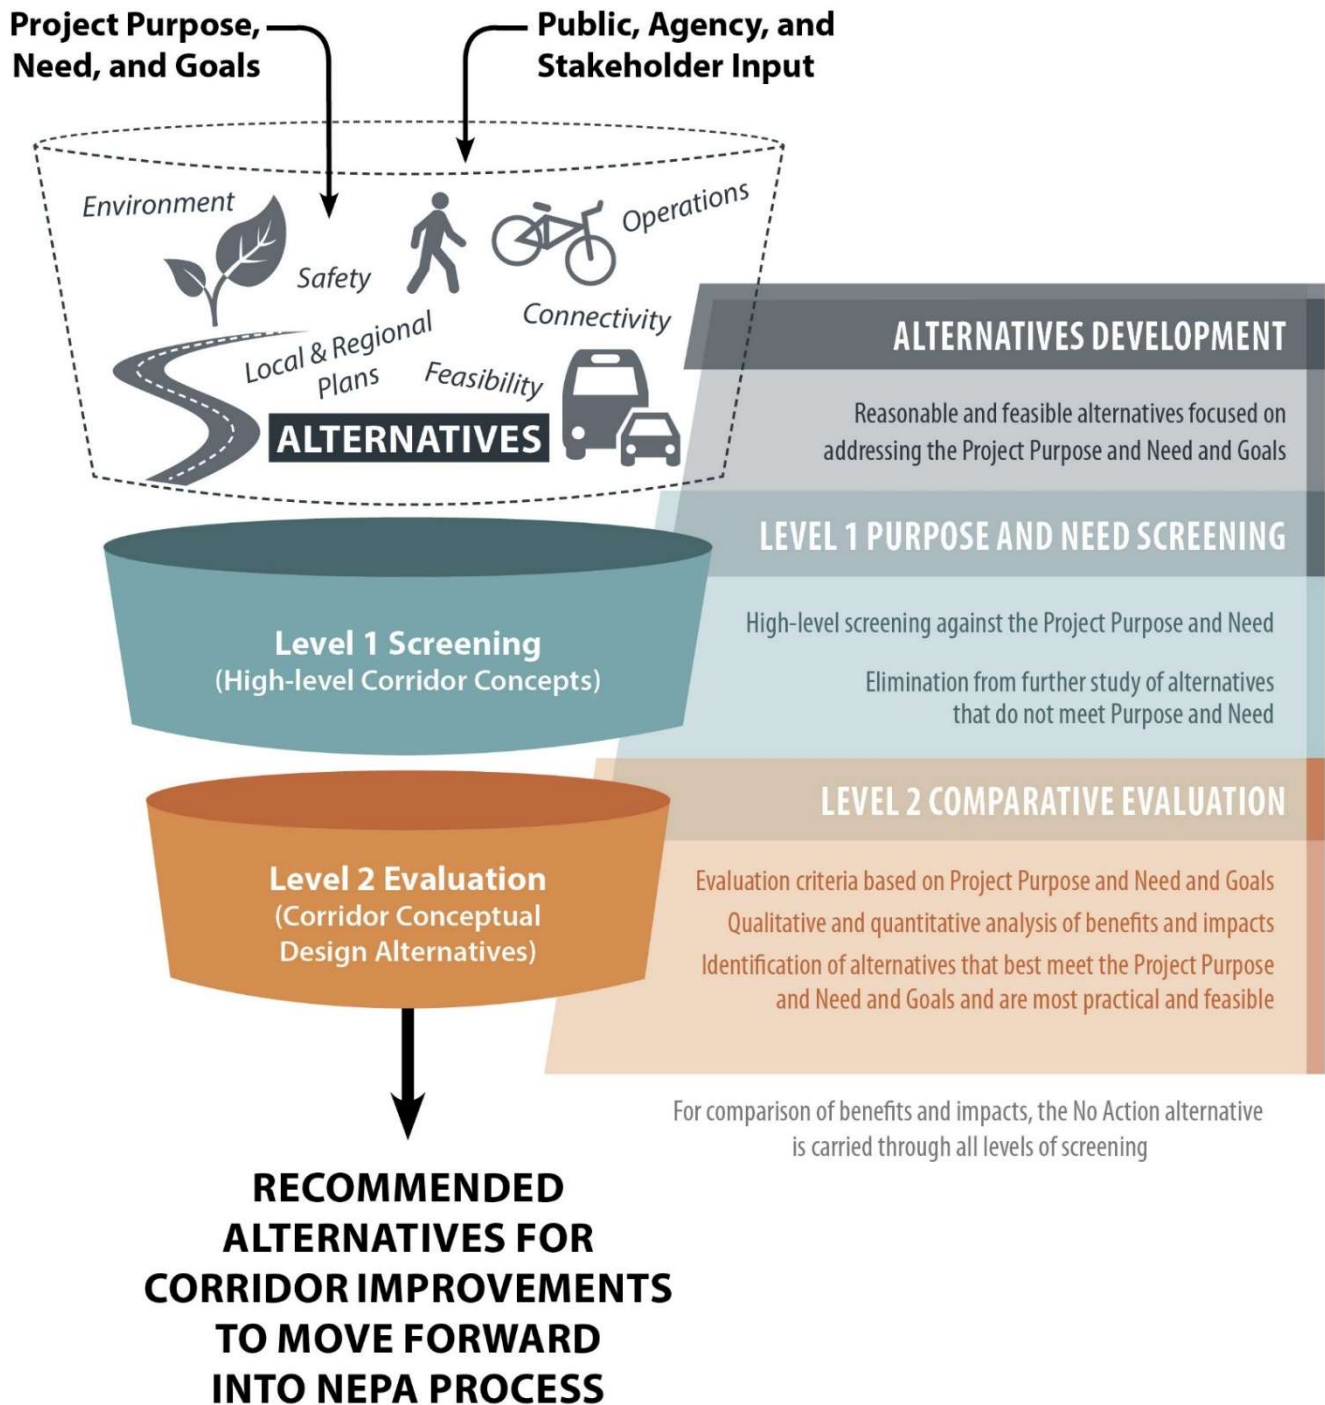 Project Purpose,
Need, and Goals
Public, Agency, and
Stakeholder Input
Environment
Safety
Operations
Connectivity
Local & Regional
Plans
Feasibility
ALTERNATIVES
ALTERNATIVES DEVELOPMENT
Reasonable and feasible alternatives focused on
addressing the Project Purpose and Need and Goals
Level 1 Screening
(High-level Corridor Concepts)
LEVEL 1 PURPOSE AND NEED SCREENING
High-level screening against the Project Purpose and Need
Elimination from further study of alternatives
that do not meet Purpose and Need
Level 2 Evaluation
(Corridor Conceptual
Design Alternatives)
LEVEL 2 COMPARATIVE EVALUATION
Evaluation criteria based on Project Purpose and Need and Goals
Qualitative and quantitative analysis of benefits and impacts
Identification of alternatives that best meet the Project Purpose
and Need and Goals and are most practical and feasible
For comparison of benefits and impacts, the No Action alternative
is carried through all levels of screening
RECOMMENDED
ALTERNATIVES FOR
CORRIDOR IMPROVEMENTS
TO MOVE FORWARD
INTO NEPA PROCESS